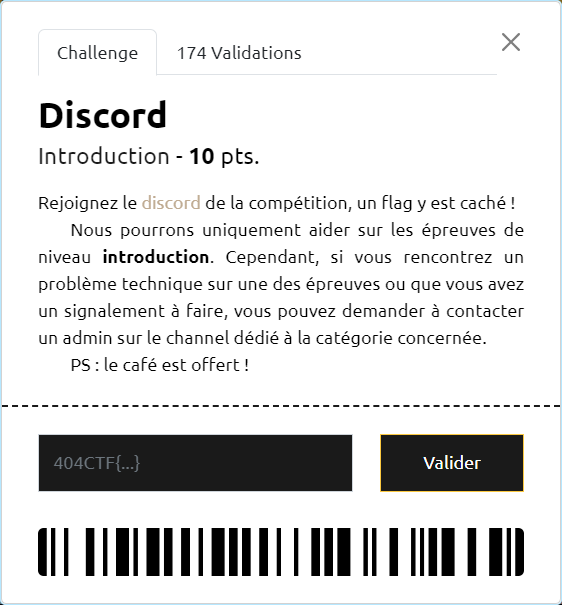 Challenge
174 Validations
Discord
Introduction - 10 pts.
Rejoignez le discord de la compétition, un flag y est caché !
Nous pourrons uniquement aider sur les épreuves de
niveau introduction. Cependant, si vous rencontrez un
problème technique sur une des épreuves ou que vous avez
un signalement à faire, vous pouvez demander à contacter
un admin sur le channel dédié à la catégorie concernée.
PS : le café est offert !
404CTF{...}
Valider